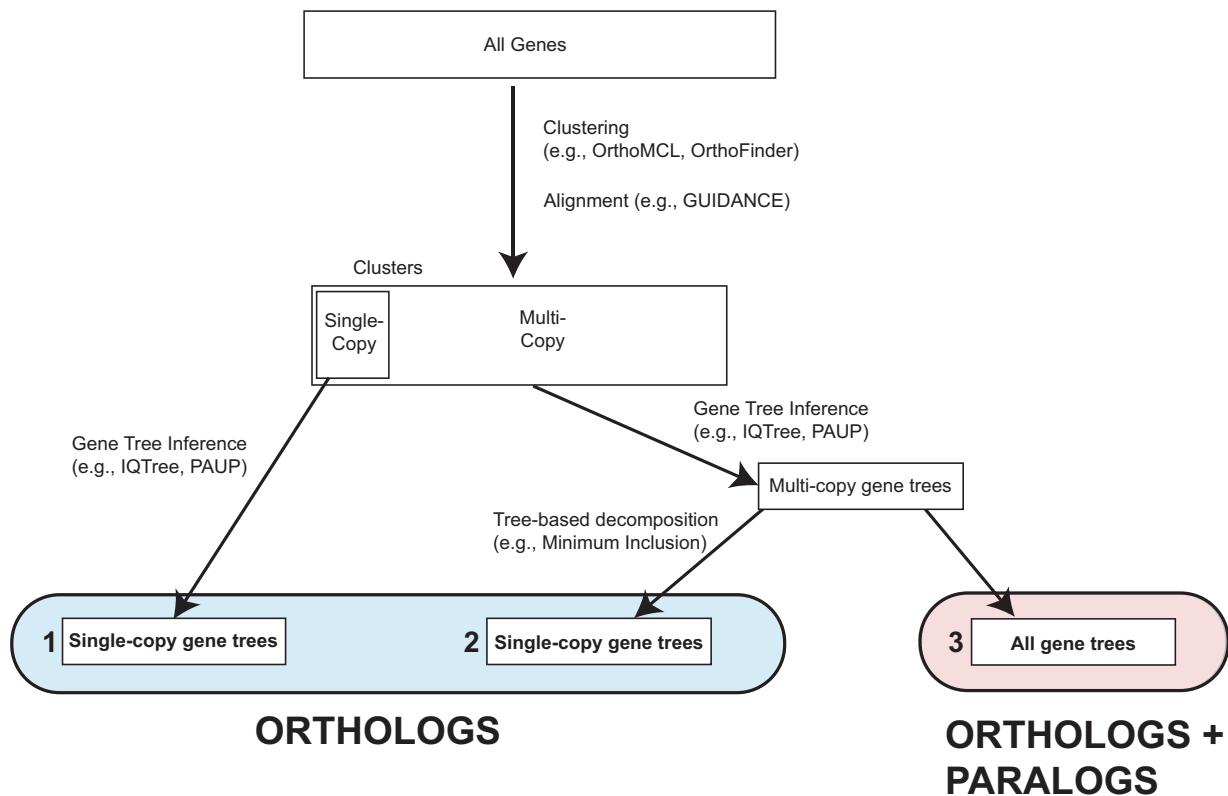 All Genes
Clustering
(e.g., OrthoMCL, OrthoFinder)
Alignment (e.g., GUIDANCE)
Clusters
Single-
Copy
Multi-
Copy
Gene Tree Inference
(e.g., IQTree, PAUP)
Gene Tree Inference
(e.g., IQTree, PAUP)
Multi-copy gene trees
Tree-based decomposition
(e.g., Minimum Inclusion)
1 Single-copy gene trees
2 Single-copy gene trees
3 All gene trees
ORTHOLOGS
ORTHOLOGS +
PARALOGS